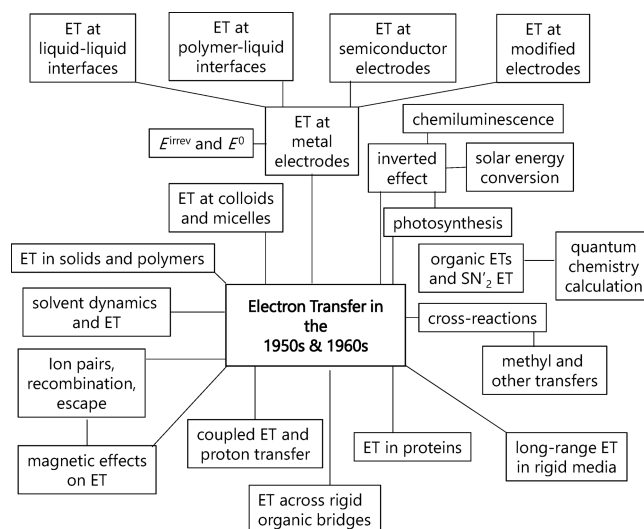 ET at
liquid-liquid
interfaces
ET at
polymer-liquid
interfaces
ET at
semiconductor
electrodes
ET at
modified
electrodes
ET at
metal
electrodes
E^irrev and E^0
chemiluminescence
inverted
effect
solar energy
conversion
ET at colloids
and micelles
photosynthesis
ET in solids and polymers
organic ETs
and SN'₂ ET
quantum
chemistry
calculation
solvent dynamics
and ET
Electron Transfer in
the
1950s & 1960s
cross-reactions
Ion pairs,
recombination,
escape
methyl and
other transfers
magnetic effects
on ET
coupled ET and
proton transfer
ET in proteins
long-range ET
in rigid media
ET across rigid
organic bridges